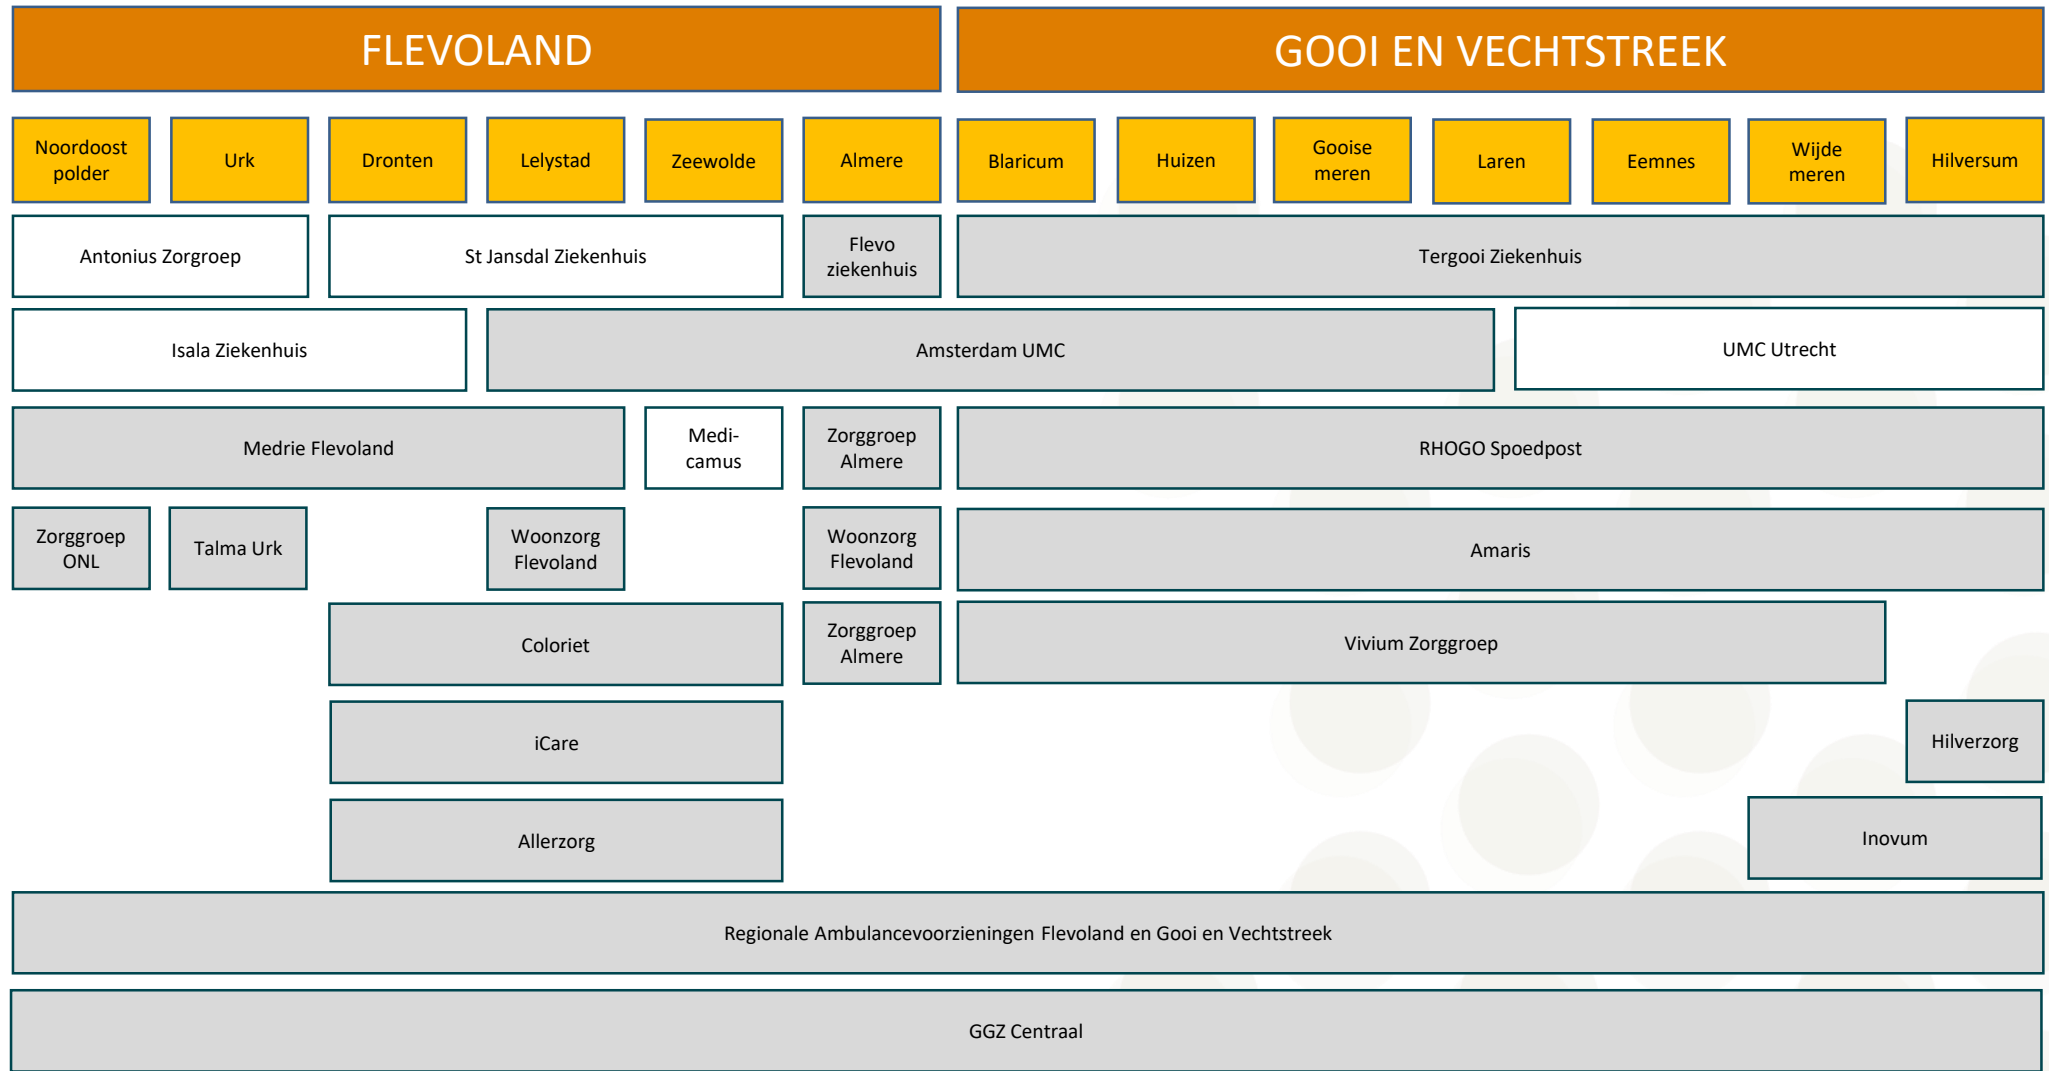 FLEVOLAND
GOOI EN VECHTSTREEK
Noordoost
polder
Urk
Dronten
Lelystad
Zeewolde
Almere
Blaricum
Huizen
Gooise
meren
Laren
Eemnes
Wijde
meren
Hilversum
Antonius Zorgroep
St Jansdal Ziekenhuis
Flevo
ziekenhuis
Tergooi Ziekenhuis
Isala Ziekenhuis
Amsterdam UMC
UMC Utrecht
Medrie Flevoland
Medi-
camus
Zorggroep
Almere
RHOGO Spoedpost
Zorggroep
ONL
Talma Urk
Woonzorg
Flevoland
Woonzorg
Flevoland
Amaris
Coloriet
Zorggroep
Almere
Vivium Zorggroep
iCare
Hilverzorg
Allerzorg
Inovum
Regionale Ambulancevoorzieningen Flevoland en Gooi en Vechtstreek
GGZ Centraal